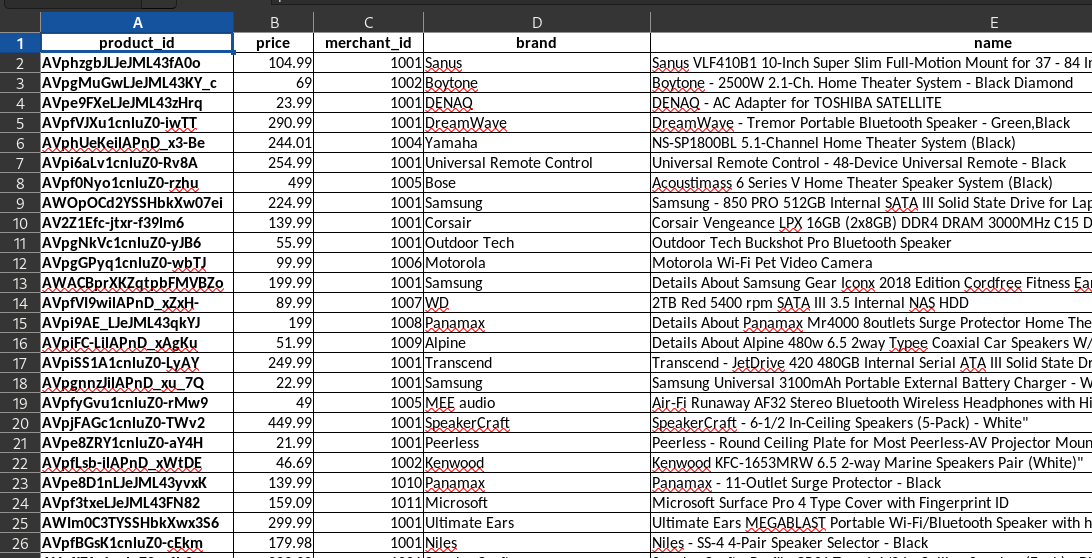 A B C D E
1 product_id price merchant_id brand name
2 AVphzgbJLJeJML43fA0o 104.99 1001 Sanus Sanus VLF410B1 10-Inch Super Slim Full-Motion Mount for 37 - 84 In
3 AVpgMuGwLJeJML43KY_c 69 1002 Boytone Boytone - 2500W 2.1-Ch. Home Theater System - Black Diamond
4 AVpe9FXeLJeJML43zHrq 23.99 1001 DENAQ DENAQ - AC Adapter for TOSHIBA SATELLITE
5 AVpfVJXu1cnluZ0-iwTT 290.99 1001 DreamWave DreamWave - Tremor Portable Bluetooth Speaker - Green,Black
6 AVphUeKeilAPnD_x3-Be 244.01 1004 Yamaha NS-SP1800BL 5.1-Channel Home Theater System (Black)
7 AVpi6aLv1cnluZ0-Rv8A 254.99 1001 Universal Remote Control Universal Remote Control - 48-Device Universal Remote - Black
8 AVpf0Nyo1cnluZ0-rzhu 499 1005 Bose Acoustimass 6 Series V Home Theater Speaker System (Black)
9 AWOpOCd2YSSHbkXw07ei 224.99 1001 Samsung Samsung - 850 PRO 512GB Internal SATA III Solid State Drive for Lap
10 AV2Z1Efc-jtxr-f39lm6 139.99 1001 Corsair Corsair Vengeance LPX 16GB (2x8GB) DDR4 DRAM 3000MHz C15 D
11 AVpgNkVc1cnluZ0-yJB6 55.99 1001 Outdoor Tech Outdoor Tech Buckshot Pro Bluetooth Speaker
12 AVpgGPyq1cnluZ0-wbTJ 99.99 1006 Motorola Motorola Wi-Fi Pet Video Camera
13 AWACBprXKZqtpbFMVBZo 199.99 1001 Samsung Details About Samsung Gear Iconx 2018 Edition Cordfree Fitness Ear
14 AVpfVl9wilAPnD_xZxH- 89.99 1007 WD 2TB Red 5400 rpm SATA III 3.5 Internal NAS HDD
15 AVpi9AE_LJeJML43qkYJ 199 1008 Panamax Details About Panamax Mr4000 8outlets Surge Protector Home The
16 AVpiFC-LilAPnD_xAgKu 51.99 1009 Alpine Details About Alpine 480w 6.5 2way Typee Coaxial Car Speakers W/
17 AVpiSS1A1cnluZ0-LyAY 249.99 1001 Transcend Transcend - JetDrive 420 480GB Internal Serial ATA III Solid State Dr
18 AVpgnnzJilAPnD_xu_7Q 22.99 1001 Samsung Samsung Universal 3100mAh Portable External Battery Charger - W
19 AVpfyGvu1cnluZ0-rMw9 49 1005 MEE audio Air-Fi Runaway AF32 Stereo Bluetooth Wireless Headphones with Hi
20 AVpjFAGc1cnluZ0-TWv2 449.99 1001 SpeakerCraft SpeakerCraft - 6-1/2 In-Ceiling Speakers (5-Pack) - White"
21 AVpe8ZRY1cnluZ0-aY4H 21.99 1001 Peerless Peerless - Round Ceiling Plate for Most Peerless-AV Projector Moun
22 AVpfLsb-ilAPnD_xWtDE 46.69 1002 Kenwood Kenwood KFC-1653MRW 6.5 2-way Marine Speakers Pair (White)"
23 AVpe8D1nLJeJML43yvxK 139.99 1010 Panamax Panamax - 11-Outlet Surge Protector - Black
24 AVpf3txeLJeJML43FN82 159.09 1011 Microsoft Microsoft Surface Pro 4 Type Cover with Fingerprint ID
25 AWIm0C3TYSSHbkXwx3S6 299.99 1001 Ultimate Ears Ultimate Ears MEGABLAST Portable Wi-Fi/Bluetooth Speaker with h
26 AVpfBGsK1cnluZ0-cEkm 179.98 1001 Niles Niles - SS-4 4-Pair Speaker Selector - Black